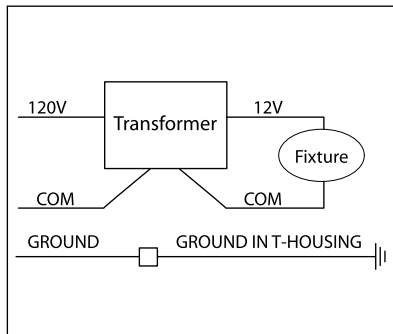 120V
12V
Transformer
Fixture
COM
COM
GROUND
GROUND IN T-HOUSING